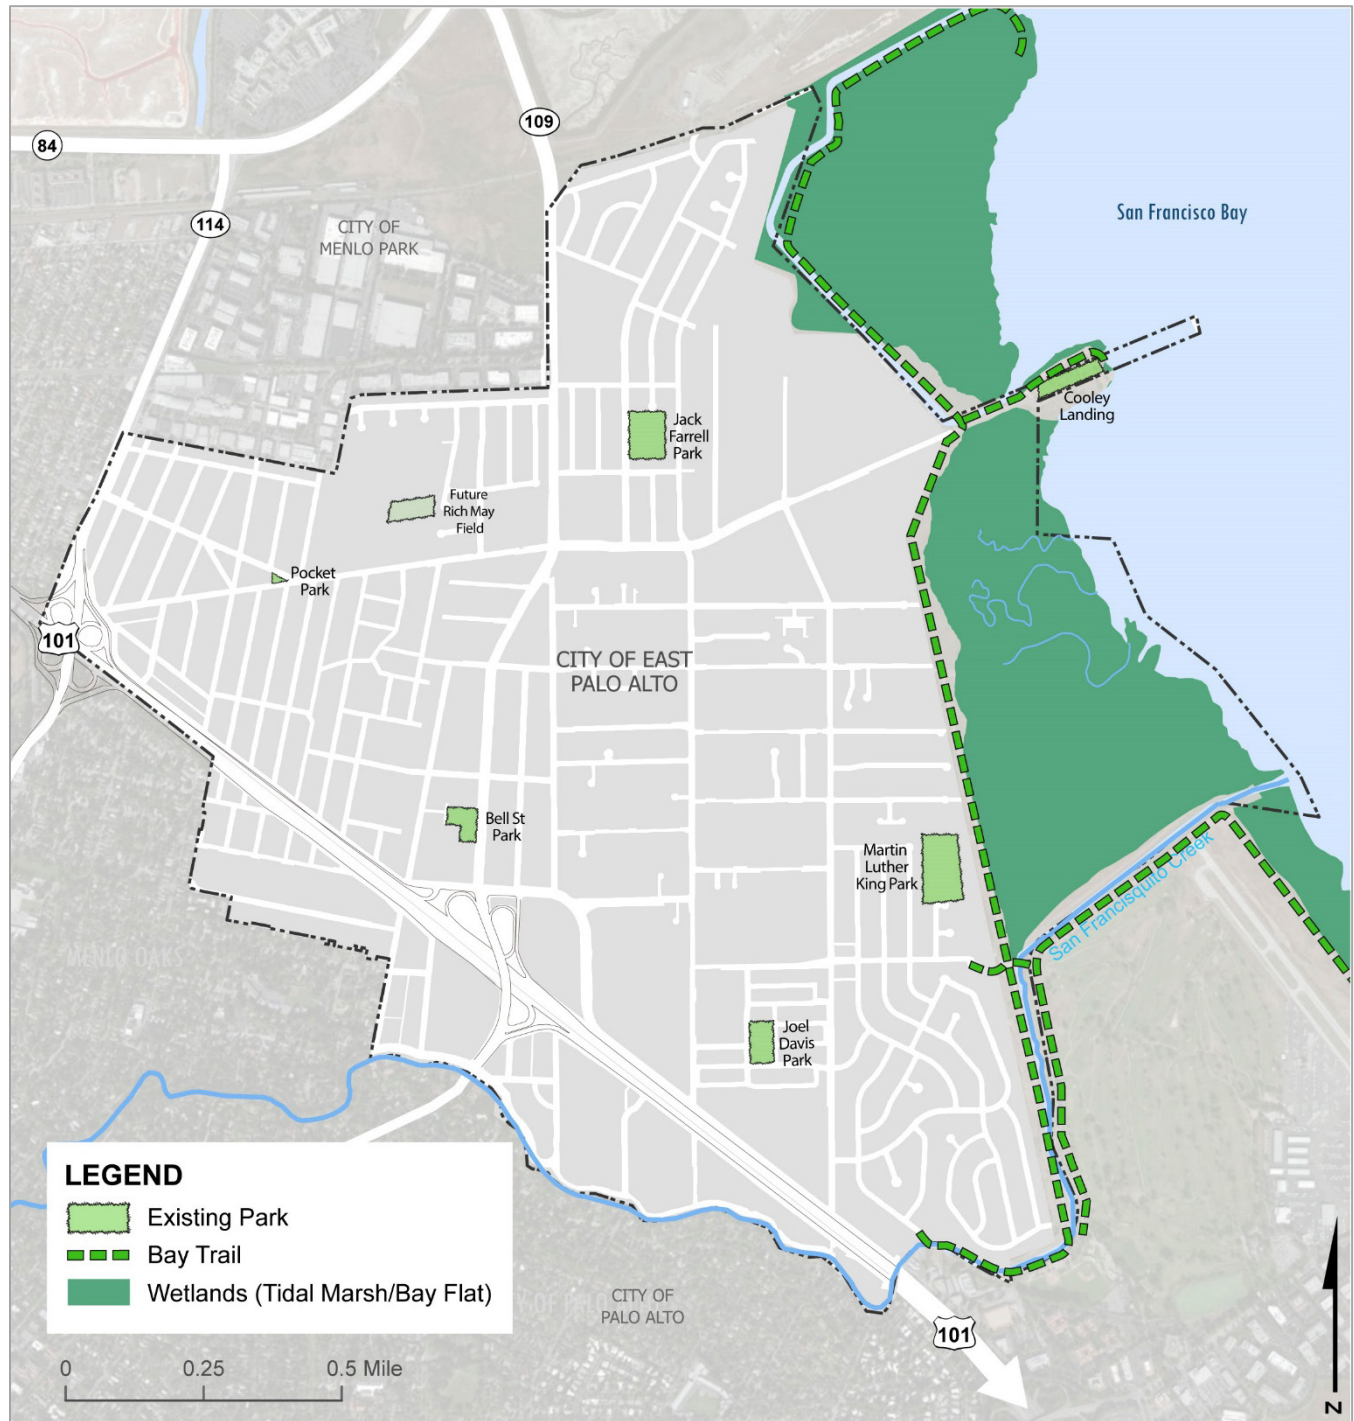 109
84
San Francisco Bay
114
CITY OF
MENLO PARK
Cooley
Landing
Jack
Farrell
Park
Future
Rich May
Field
Pocket
Park
101
CITY OF EAST
PALO ALTO
Bell St
Park
Martin
Luther
King Park
San Francisquito Creek
Joel
Davis
Park
LEGEND
Existing Park
Bay Trail
Wetlands (Tidal Marsh/Bay Flat)
CITY OF
PALO ALTO
101
0 0.25 0.5 Mile
N